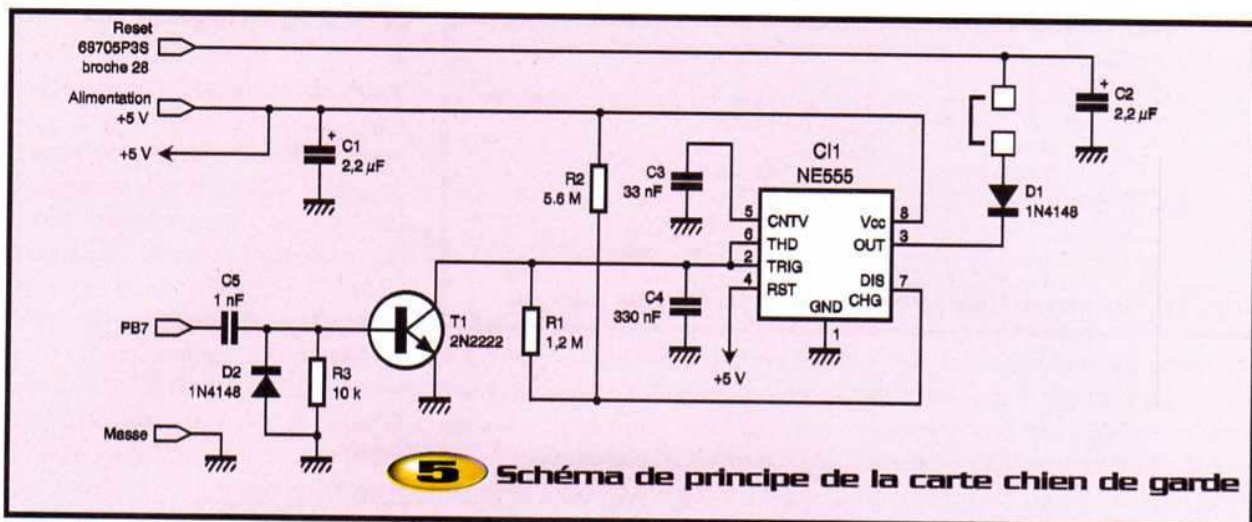 Reset
68705P3S
broche 28
Alimentation
+5 V
+5 V
+
C1
2,2 µF
R2
5.6 M
C3
33 nF
CI1
NE555
5
CNTV
6
THD
2
TRIG
4
RST
Vcc
8
OUT
3
DIS
7
CHG
GND
1
+5 V
D1
1N4148
+
C2
2,2 µF
C5
1 nF
PB7
D2
1N4148
R3
10 k
T1
2N2222
R1
1,2 M
C4
330 nF
Masse
5 Schéma de principe de la carte chien de garde